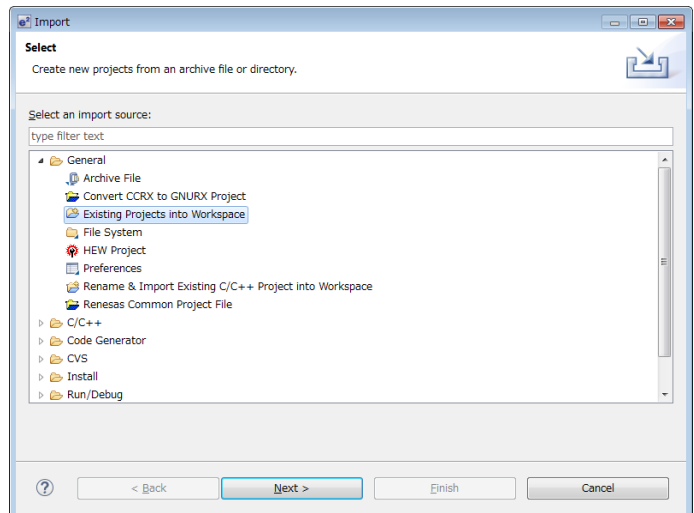 e² Import
Select
Create new projects from an archive file or directory.
Select an import source:
type filter text
General
Archive File
Convert CCRX to GNURX Project
Existing Projects into Workspace
File System
HEW Project
Preferences
Rename & Import Existing C/C++ Project into Workspace
Renesas Common Project File
C/C++
Code Generator
CVS
Install
Run/Debug
? < Back Next > Finish Cancel